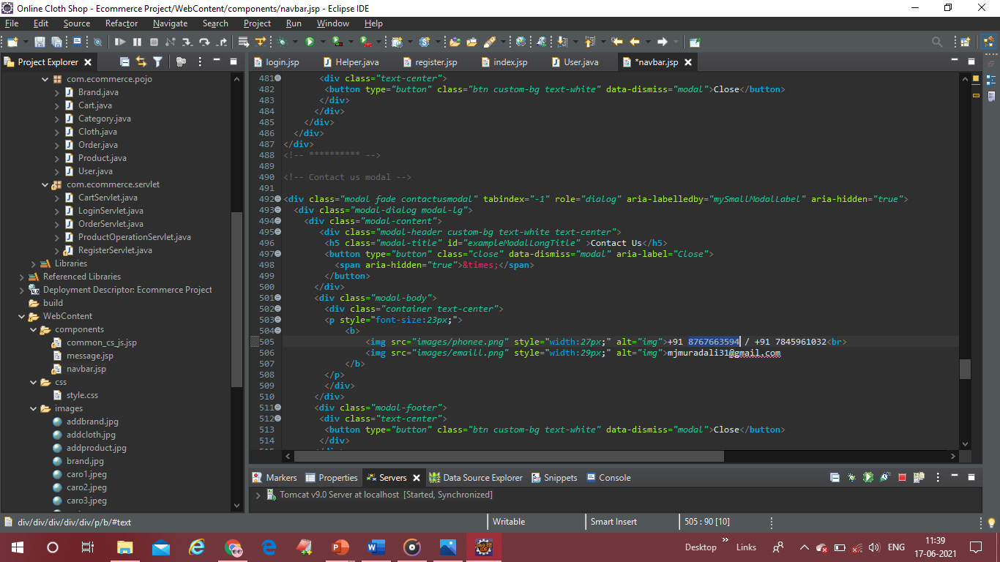 Online Cloth Shop - Ecommerce Project/WebContent/components/navbar.jsp - Eclipse IDE
File Edit Source Refactor Navigate Search Project Run Window Help
Project Explorer
login.jsp Helper.java register.jsp index.jsp User.java *navbar.jsp
com.ecommerce.pojo
Brand.java
Cart.java
Category.java
Cloth.java
Order.java
Product.java
User.java
com.ecommerce.servlet
CartServlet.java
LoginServlet.java
OrderServlet.java
ProductOperationServlet.java
RegisterServlet.java
Libraries
Referenced Libraries
Deployment Descriptor: Ecommerce Project
build
WebContent
components
common_cs_js.jsp
message.jsp
navbar.jsp
css
style.css
images
addbrand.jpg
addcloth.jpg
addproduct.jpg
brand.jpg
caro1.jpeg
caro2.jpeg
caro3.jpeg
481 <div class="text-center">
482 <button type="button" class="btn custom-bg text-white" data-dismiss="modal">Close</button>
483 </div>
484 </div>
485 </div>
486 </div>
487 </div>
488 <!-- ********** -->
489
490 <!-- Contact us modal -->
491
492 <div class="modal fade contactusmodal" tabindex="-1" role="dialog" aria-labelledby="mySmallModalLabel" aria-hidden="true">
493 <div class="modal-dialog modal-lg">
494 <div class="modal-content">
495 <div class="modal-header custom-bg text-white text-center">
496 <h5 class="modal-title" id="exampleModalLongTitle" >Contact Us</h5>
497 <button type="button" class="close" data-dismiss="modal" aria-label="Close">
498 <span aria-hidden="true">&times;</span>
499 </button>
500 </div>
501 <div class="modal-body">
502 <div class="container text-center">
503 <p style="font-size:23px;">
504 <b>
505 <img src="images/phonee.png" style="width:27px;" alt="img">+91 8767663594 / +91 7845961032<br>
506 <img src="images/emaill.png" style="width:29px;" alt="img">mjmuradali31@gmail.com
507 </b>
508 </p>
509 </div>
510 </div>
511 <div class="modal-footer">
512 <div class="text-center">
513 <button type="button" class="btn custom-bg text-white" data-dismiss="modal">Close</button>
514 </div>
Markers Properties Servers Data Source Explorer Snippets Console
Tomcat v9.0 Server at localhost [Started, Synchronized]
div/div/div/div/div/p/b/#text Writable Smart Insert 505 : 90 [10]
Desktop Links ENG 11:39
17-06-2021